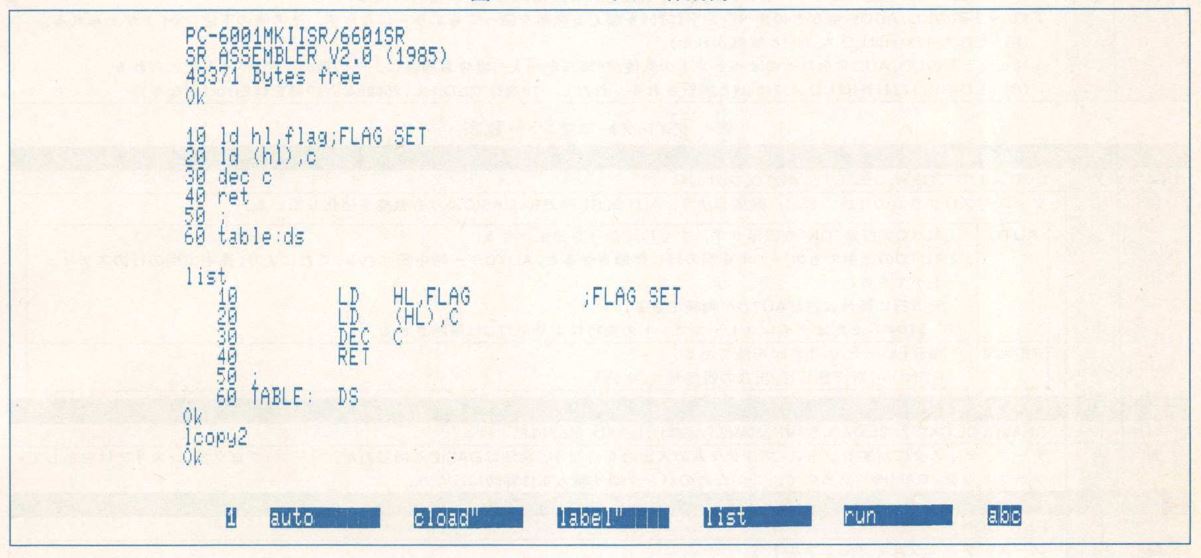 PC-6001MKIISR/6601SR
SR ASSEMBLER V2.0 (1985)
48371 Bytes free
Ok
10 ld hl,flag;FLAG SET
20 ld (hl),c
30 dec c
40 ret
50 ;
60 table:ds
list
10 LD HL,FLAG ;FLAG SET
20 LD (HL),C
30 DEC C
40 RET
50 ;
60 TABLE: DS
Ok
lcopy2
Ok
1 auto cload" label" list run abc